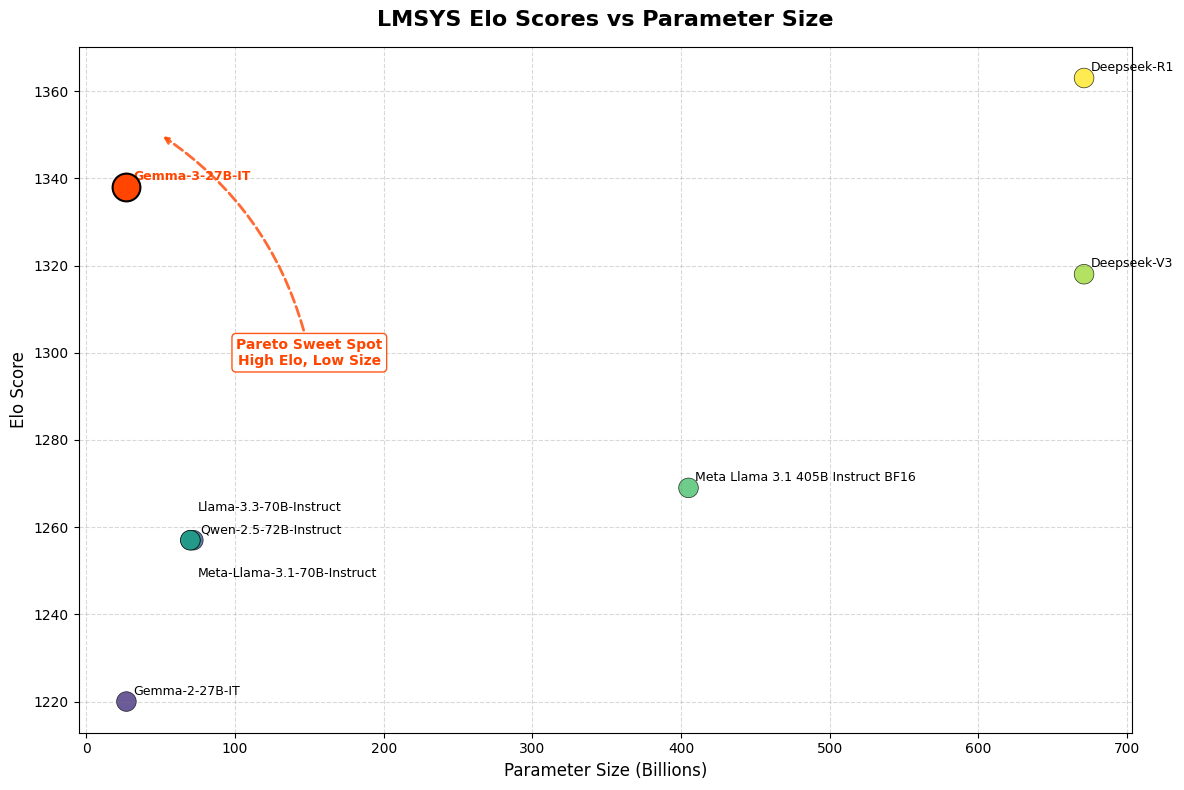 LMSYS Elo Scores vs Parameter Size
Elo Score
1360
1340
1320
1300
1280
1260
1240
1220
Deepseek-R1
Gemma-3-27B-IT
Deepseek-V3
Pareto Sweet Spot
High Elo, Low Size
Meta Llama 3.1 405B Instruct BF16
Llama-3.3-70B-Instruct
Qwen-2.5-72B-Instruct
Meta-Llama-3.1-70B-Instruct
Gemma-2-27B-IT
0 100 200 300 400 500 600 700
Parameter Size (Billions)